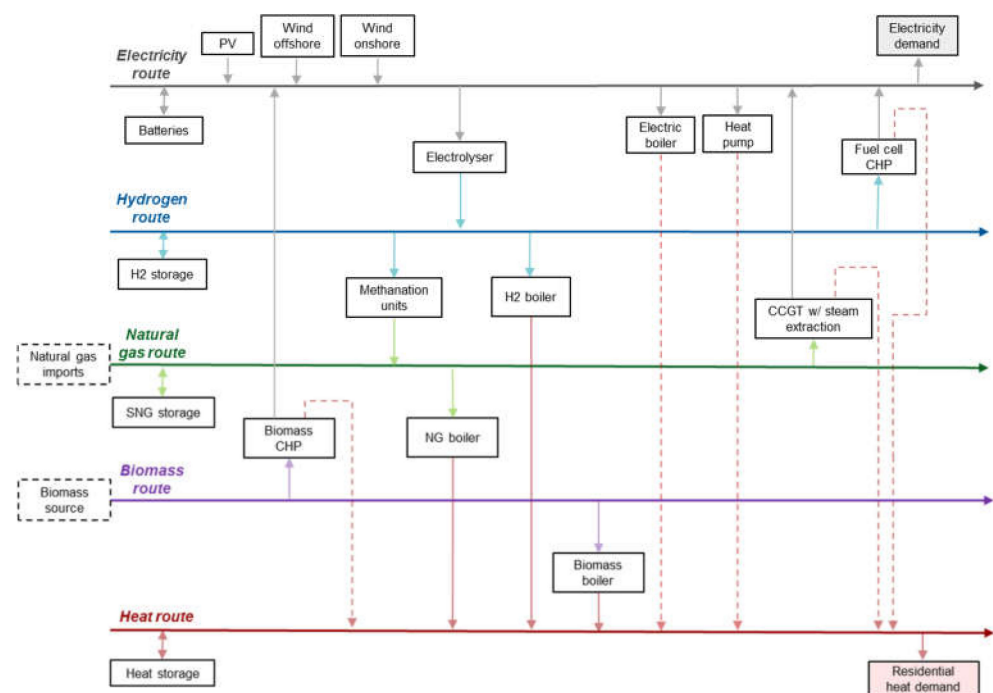 PV
Wind
offshore
Wind
onshore
Electricity
demand
Electricity
route
Batteries
Electrolyser
Electric
boiler
Heat
pump
Fuel cell
CHP
Hydrogen
route
H2 storage
Methanation
units
H2 boiler
CCGT w/ steam
extraction
Natural
gas route
Natural gas
imports
SNG storage
Biomass
CHP
NG boiler
Biomass
route
Biomass
source
Biomass
boiler
Heat route
Heat storage
Residential
heat demand